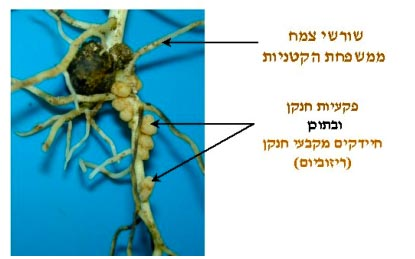 שורשי צמח
ממשפחת הקטניות
פקעיות חנקן
ובתוכן
חיידקים מקבעי חנקן
(ריזוביום)